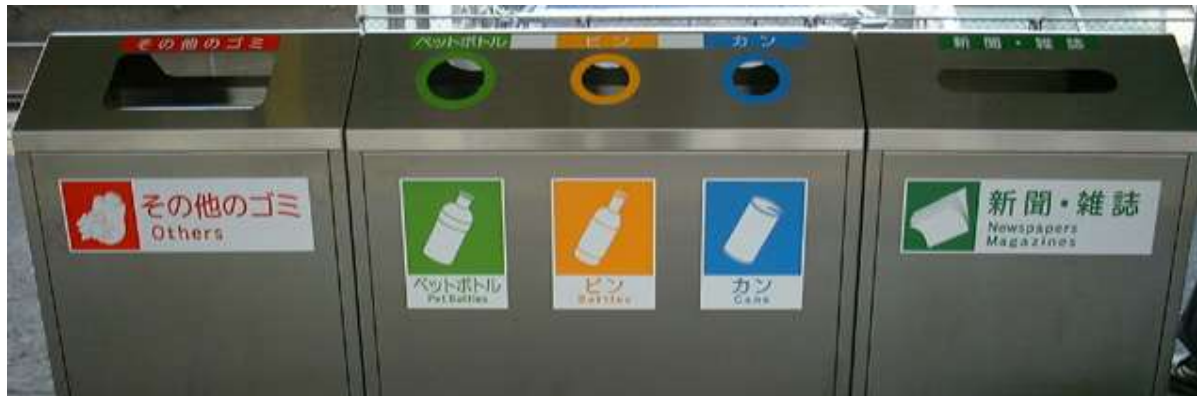 その他のゴミ
ペットボトル
ビン
カン
新聞・雑誌
その他のゴミ
Others
ペットボトル
Pet Bottles
ビン
Bottles
カン
Cans
新聞・雑誌
Newspapers
Magazines